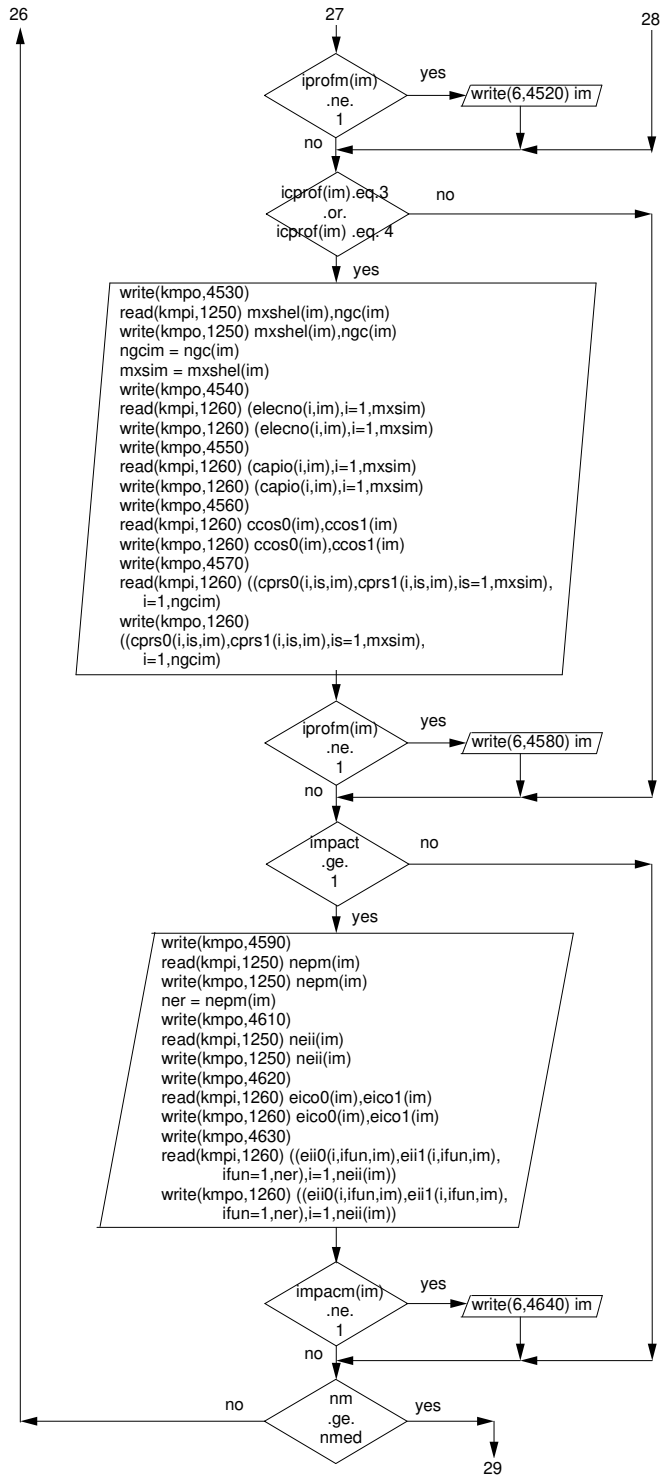 26
27
28
iprofm(im)
.ne.
1
yes
write(6,4520) im
no
icprof(im).eq.3
.or.
icprof(im) .eq. 4
no
yes
write(kmpo,4530)
read(kmpi,1250) mxshel(im),ngc(im)
write(kmpo,1250) mxshel(im),ngc(im)
ngcim = ngc(im)
mxsim = mxshel(im)
write(kmpo,4540)
read(kmpi,1260) (elecno(i,im),i=1,mxsim)
write(kmpo,1260) (elecno(i,im),i=1,mxsim)
write(kmpo,4550)
read(kmpi,1260) (capio(i,im),i=1,mxsim)
write(kmpo,1260) (capio(i,im),i=1,mxsim)
write(kmpo,4560)
read(kmpi,1260) ccos0(im),ccos1(im)
write(kmpo,1260) ccos0(im),ccos1(im)
write(kmpo,4570)
read(kmpi,1260) ((cprs0(i,is,im),cprs1(i,is,im),is=1,mxsim),
i=1,ngcim)
write(kmpo,1260)
((cprs0(i,is,im),cprs1(i,is,im),is=1,mxsim),
i=1,ngcim)
iprofm(im)
.ne.
1
yes
write(6,4580) im
no
impact
.ge.
1
no
yes
write(kmpo,4590)
read(kmpi,1250) nepm(im)
write(kmpo,1250) nepm(im)
ner = nepm(im)
write(kmpo,4610)
read(kmpi,1250) neii(im)
write(kmpo,1250) neii(im)
write(kmpo,4620)
read(kmpi,1260) eico0(im),eico1(im)
write(kmpo,1260) eico0(im),eico1(im)
write(kmpo,4630)
read(kmpi,1260) ((eii0(i,ifun,im),eii1(i,ifun,im),
ifun=1,ner),i=1,neii(im))
write(kmpo,1260) ((eii0(i,ifun,im),eii1(i,ifun,im),
ifun=1,ner),i=1,neii(im))
impacm(im)
.ne.
1
yes
write(6,4640) im
no
no
nm
.ge.
nmed
yes
29